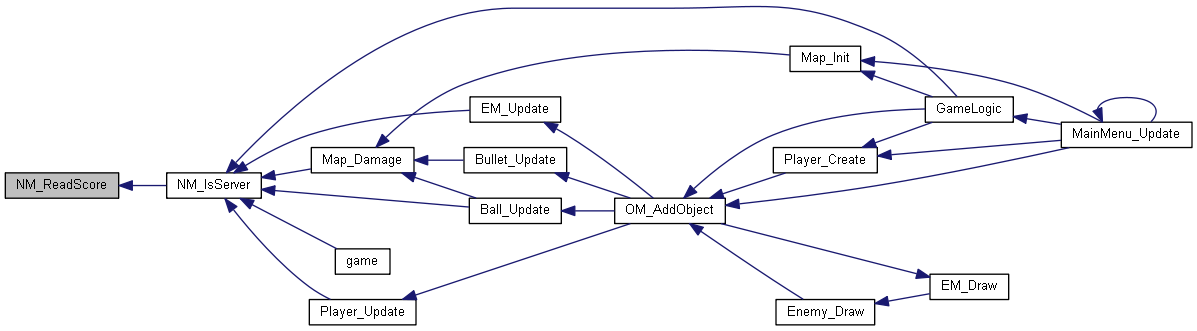 Map_Init
EM_Update
GameLogic
MainMenu_Update
Map_Damage
Bullet_Update
Player_Create
NM_ReadScore
NM_IsServer
Ball_Update
OM_AddObject
game
EM_Draw
Player_Update
Enemy_Draw